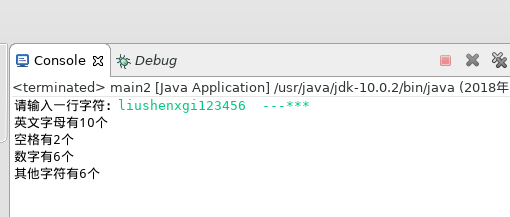 Console Debug
<terminated> main2 [Java Application] /usr/java/jdk-10.0.2/bin/java (2018年
请输入一行字符: liushenxgi123456  ---***
英文字母有10个
空格有2个
数字有6个
其他字符有6个